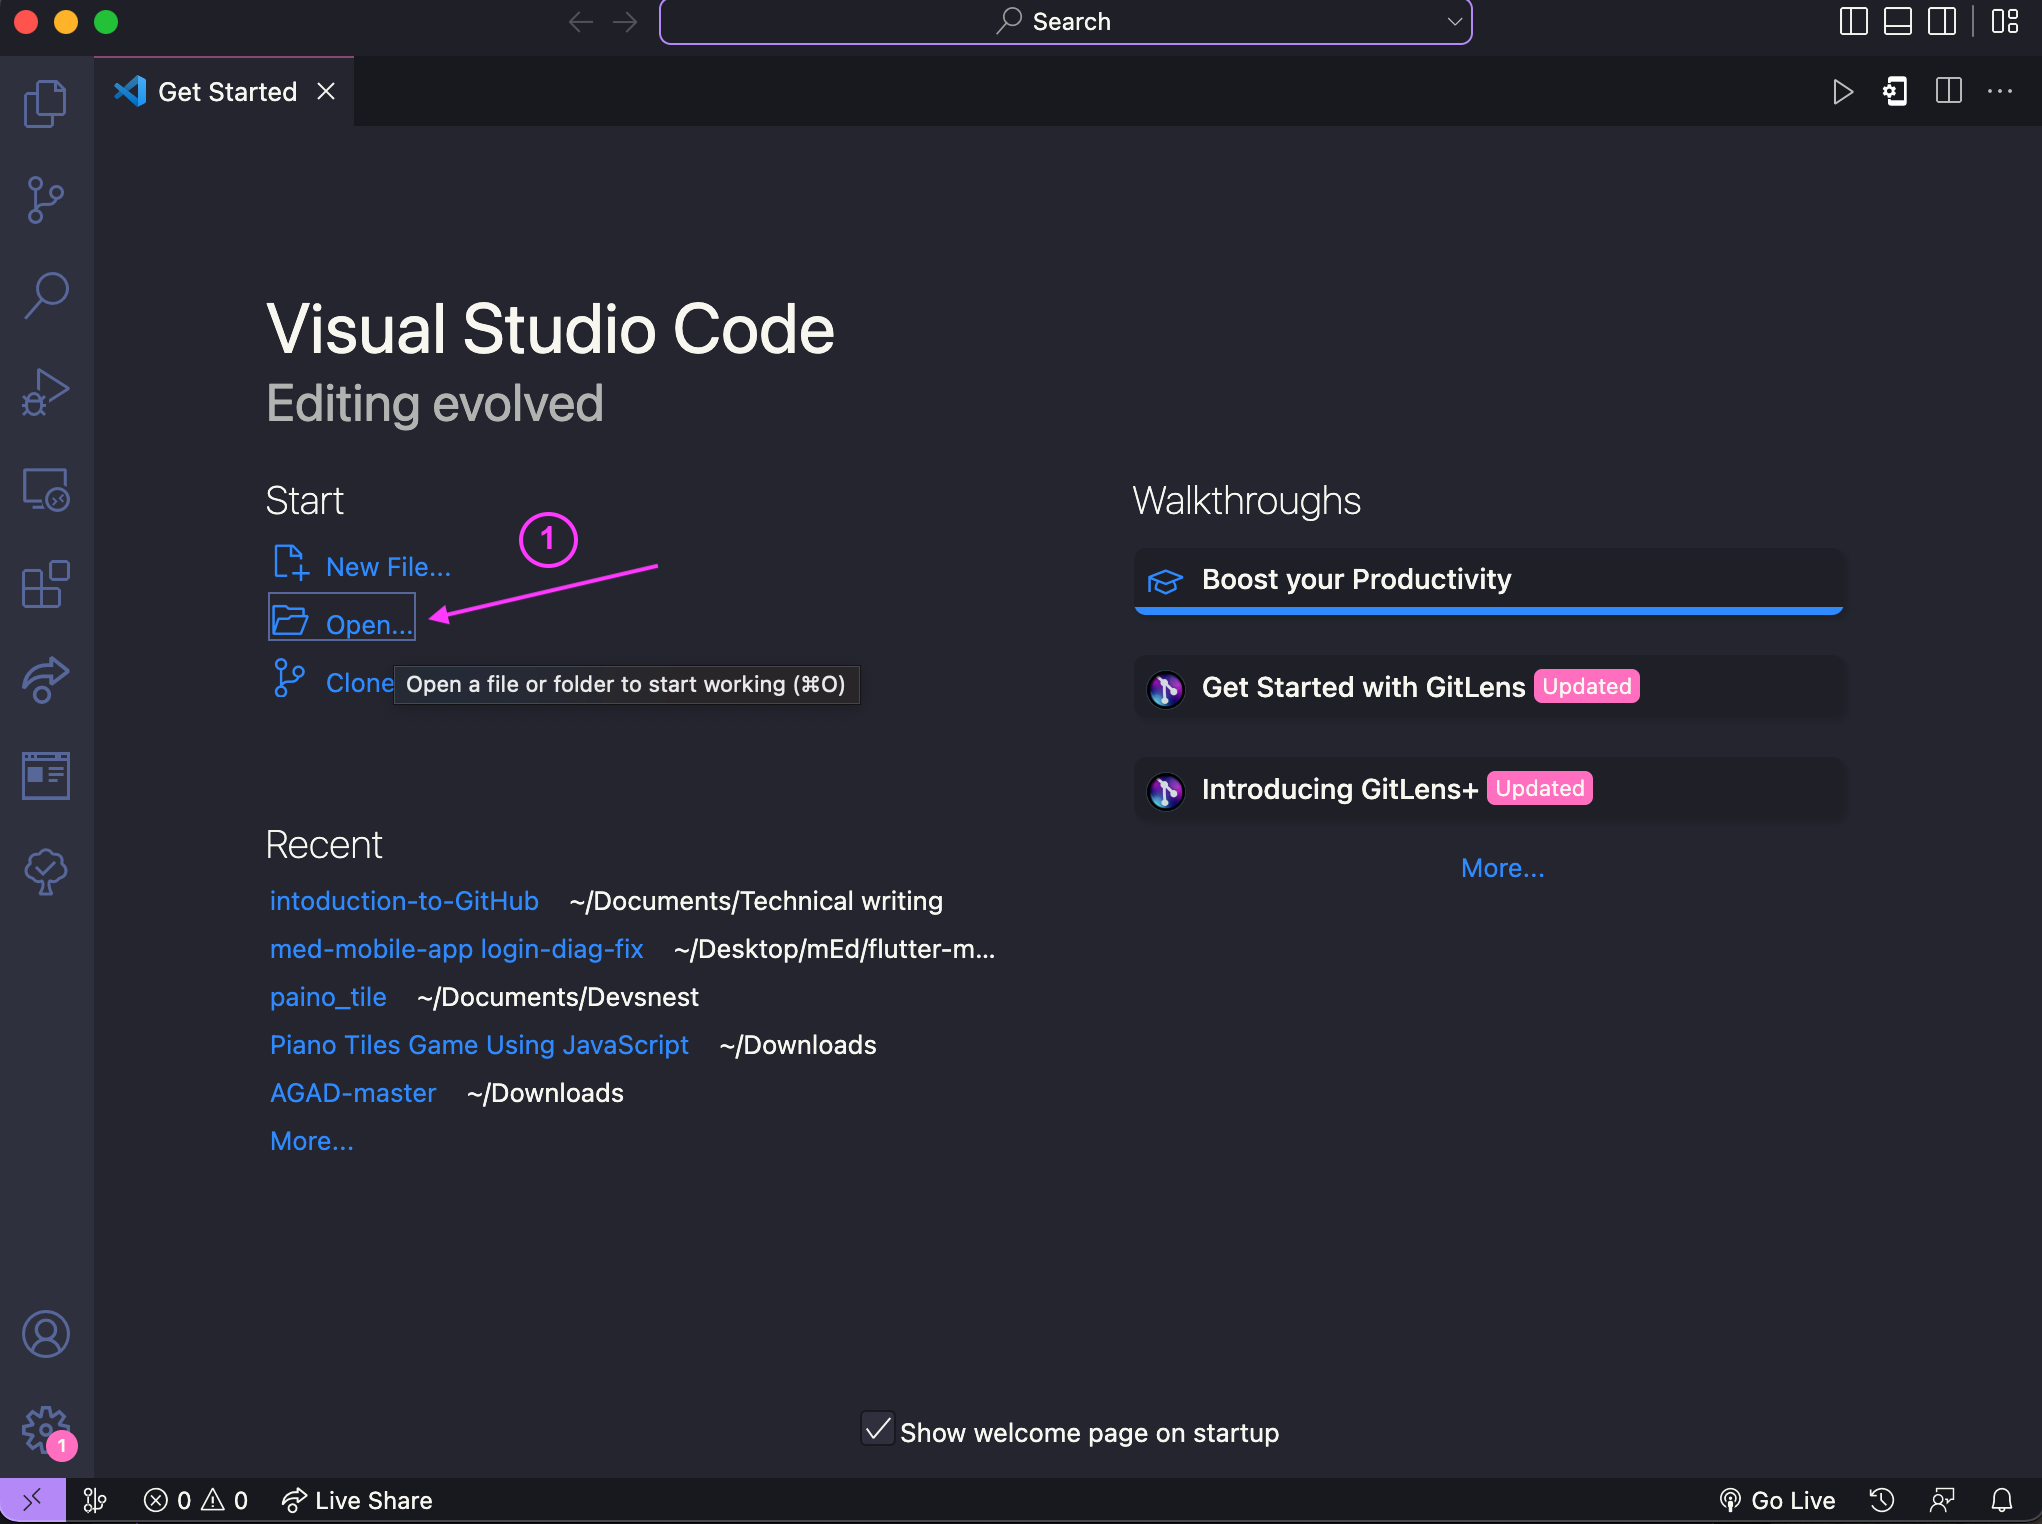 Search
Get Started
Visual Studio Code
Editing evolved
Start
1
New File...
Open...
Clone
Open a file or folder to start working (⌘O)
Recent
intoduction-to-GitHub ~/Documents/Technical writing
med-mobile-app login-diag-fix ~/Desktop/mEd/flutter-m...
paino_tile ~/Documents/Devsnest
Piano Tiles Game Using JavaScript ~/Downloads
AGAD-master ~/Downloads
More...
Walkthroughs
Boost your Productivity
Get Started with GitLens Updated
Introducing GitLens+ Updated
More...
Show welcome page on startup
1
0 0 Live Share
Go Live